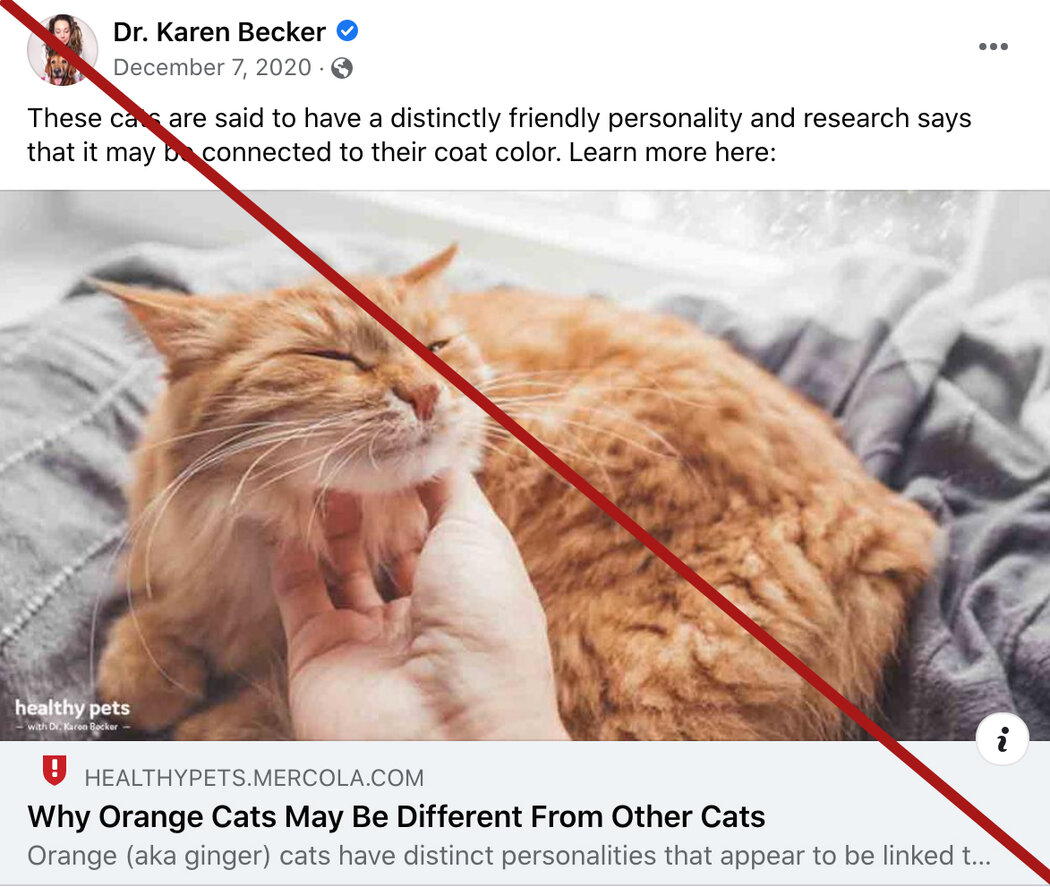 Dr. Karen Becker
December 7, 2020 ·
These cats are said to have a distinctly friendly personality and research says
that it may be connected to their coat color. Learn more here:
healthy pets
– with Dr. Karen Becker –
HEALTHYPETS.MERCOLA.COM
Why Orange Cats May Be Different From Other Cats
Orange (aka ginger) cats have distinct personalities that appear to be linked t...